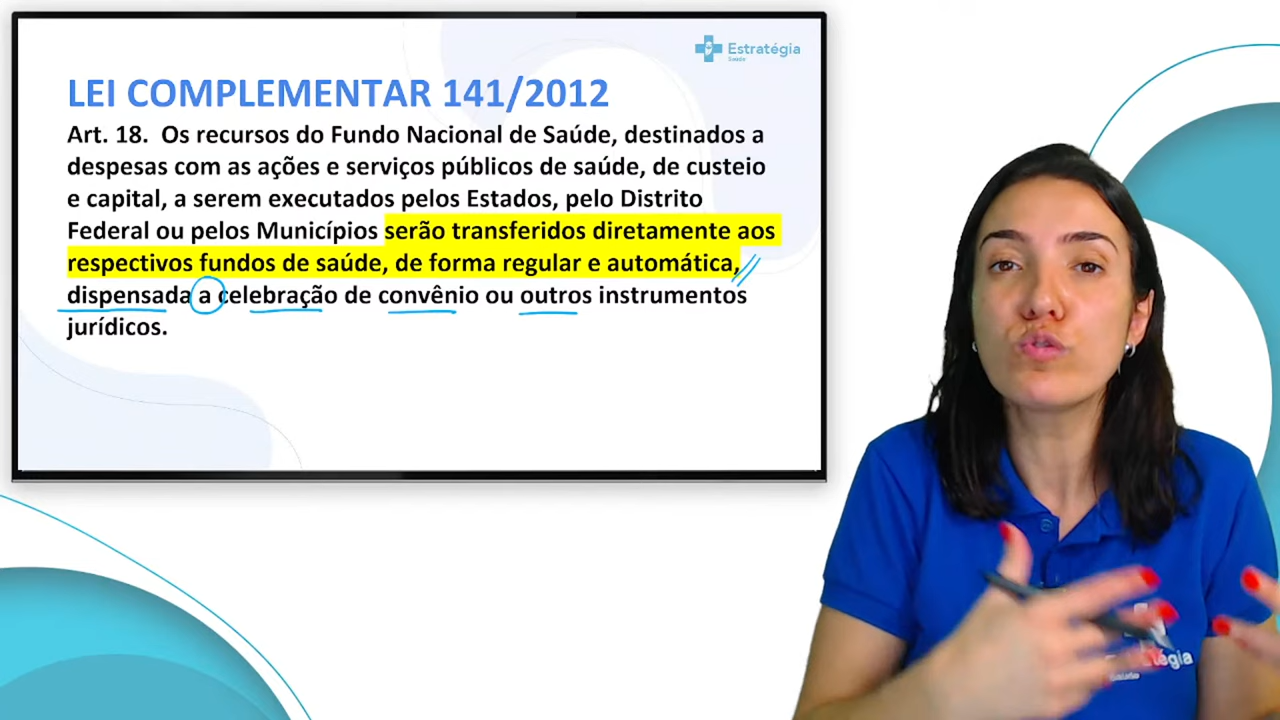 Estratégia
Saúde
LEI COMPLEMENTAR 141/2012
Art. 18. Os recursos do Fundo Nacional de Saúde, destinados a
despesas com as ações e serviços públicos de saúde, de custeio
e capital, a serem executados pelos Estados, pelo Distrito
Federal ou pelos Municípios serão transferidos diretamente aos
respectivos fundos de saúde, de forma regular e automática,
dispensada a celebração de convênio ou outros instrumentos
jurídicos.